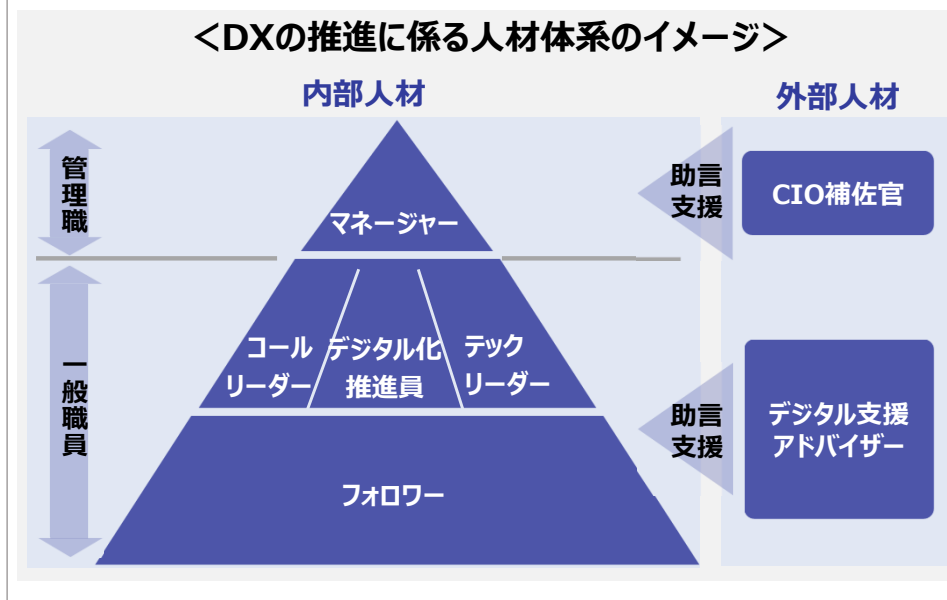 ＜DXの推進に係る人材体系のイメージ＞
内部人材
外部人材
管理職
マネージャー
助言
支援
CIO補佐官
一般職員
コール
リーダー
デジタル化
推進員
テック
リーダー
助言
支援
デジタル支援
アドバイザー
フォロワー